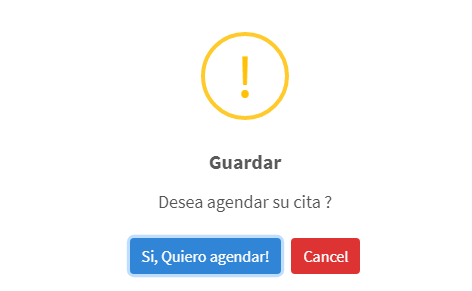 !
Guardar
Desea agendar su cita ?
Si, Quiero agendar!
Cancel